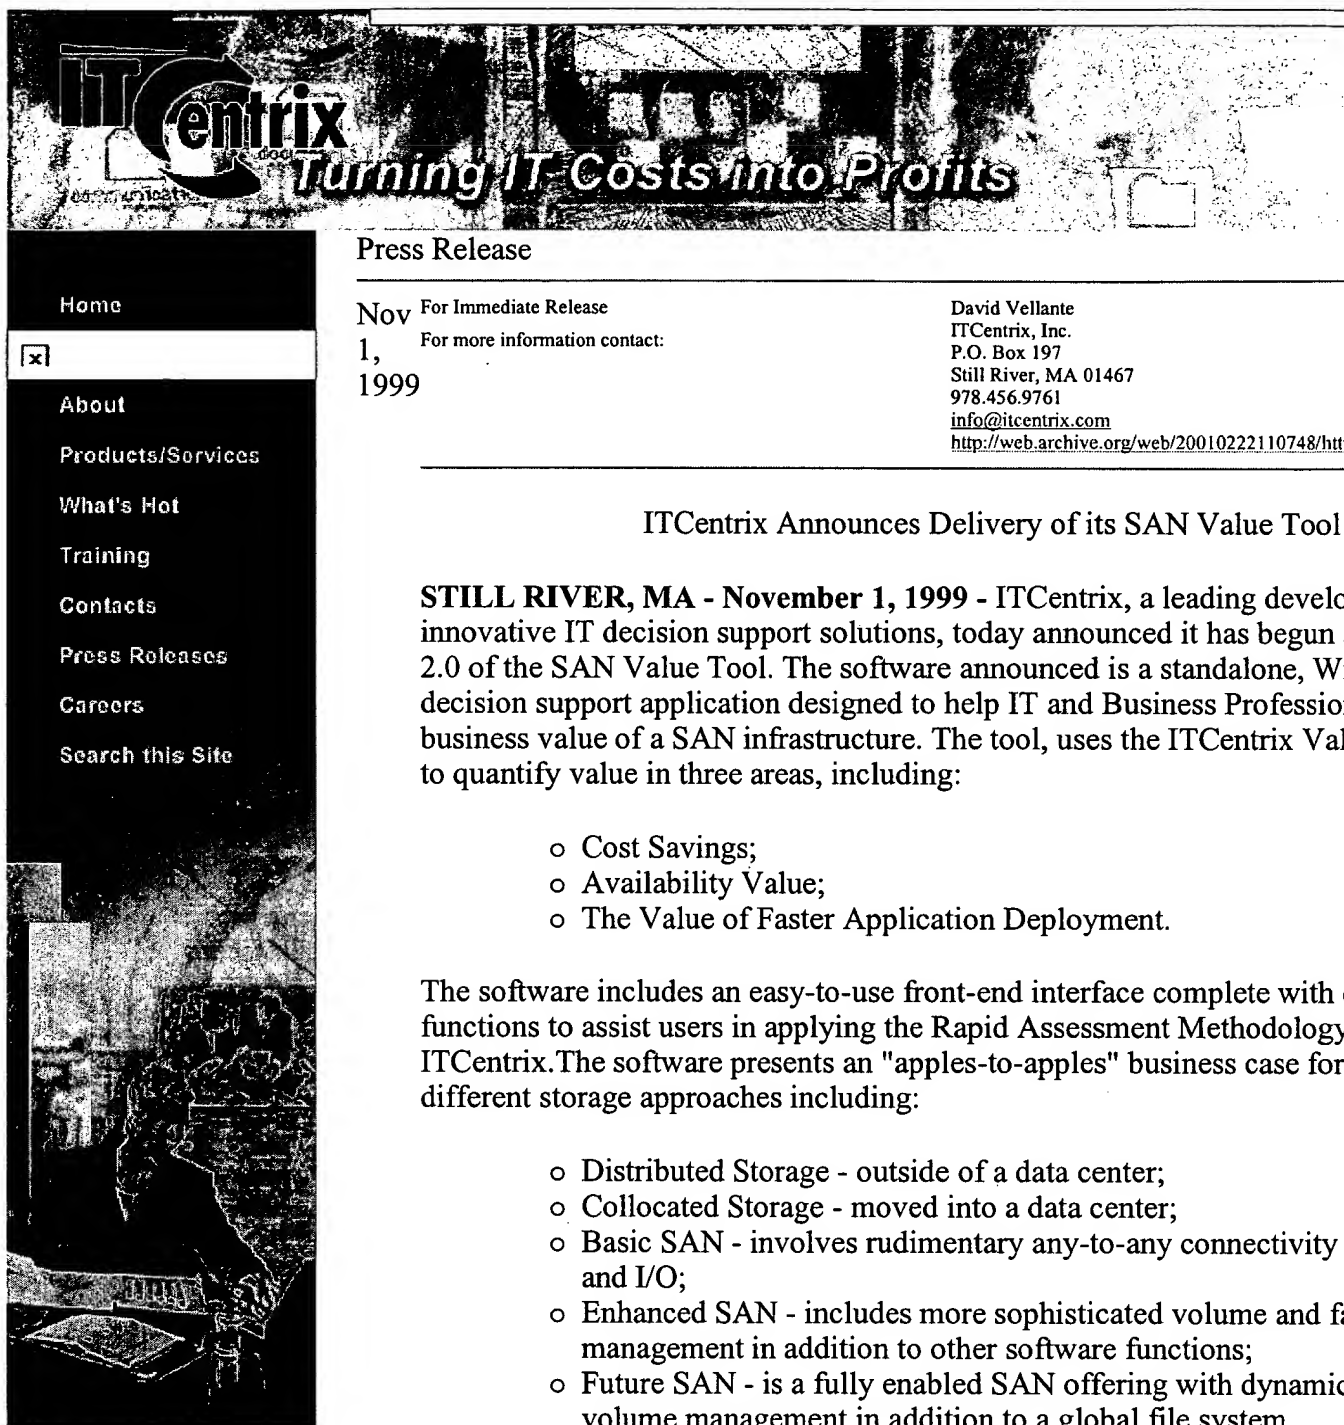 ITCentrix
Turning IT Costs into Profits
Home
About
Products/Services
What's Hot
Training
Contacts
Press Releases
Careers
Search this Site
Press Release
Nov 1, 1999
For Immediate Release
For more information contact:
David Vellante
ITCentrix, Inc.
P.O. Box 197
Still River, MA 01467
978.456.9761
info@itcentrix.com
http://web.archive.org/web/20010222110748/htt
ITCentrix Announces Delivery of its SAN Value Tool
STILL RIVER, MA - November 1, 1999 - ITCentrix, a leading develo
innovative IT decision support solutions, today announced it has begun
2.0 of the SAN Value Tool. The software announced is a standalone, W
decision support application designed to help IT and Business Professio
business value of a SAN infrastructure. The tool, uses the ITCentrix Val
to quantify value in three areas, including:
o Cost Savings;
o Availability Value;
o The Value of Faster Application Deployment.
The software includes an easy-to-use front-end interface complete with
functions to assist users in applying the Rapid Assessment Methodology
ITCentrix.The software presents an "apples-to-apples" business case for
different storage approaches including:
o Distributed Storage - outside of a data center;
o Collocated Storage - moved into a data center;
o Basic SAN - involves rudimentary any-to-any connectivity
and I/O;
o Enhanced SAN - includes more sophisticated volume and fa
management in addition to other software functions;
o Future SAN - is a fully enabled SAN offering with dynamic
volume management in addition to a global file system